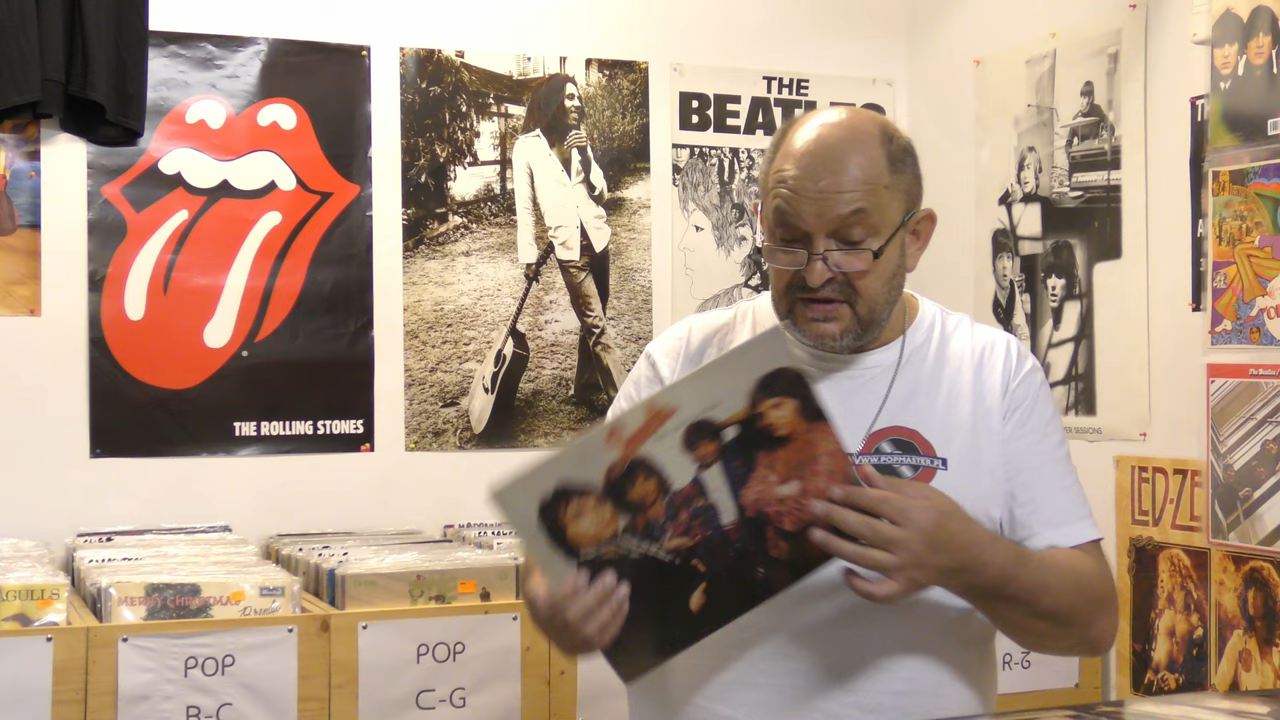 THE ROLLING STONES
THE
BEATLES
WWW.POPMASTER.PL
LED-ZE
AGULLS
MERRY CHRISTMAS
POP
B-C
POP
C-G
R-Z